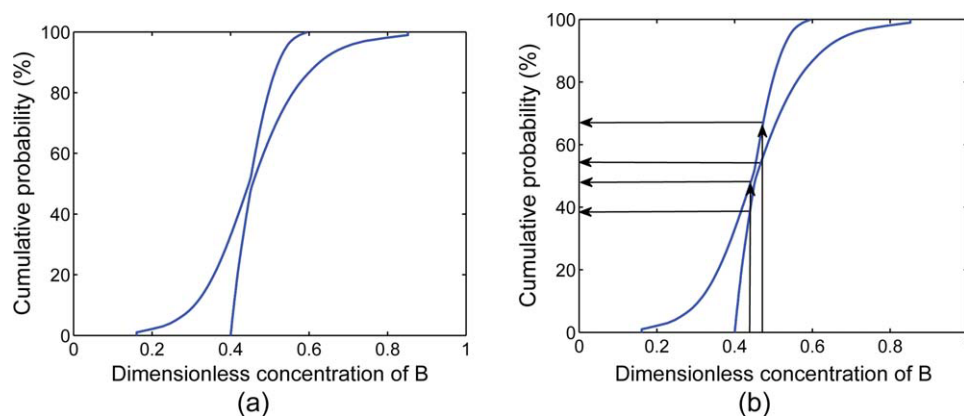 100
80
60
40
20
0
Cumulative probability (%)
0 0.2 0.4 0.6 0.8 1
Dimensionless concentration of B
(a)
100
80
60
40
20
0
Cumulative probability (%)
0 0.2 0.4 0.6 0.8
Dimensionless concentration of B
(b)